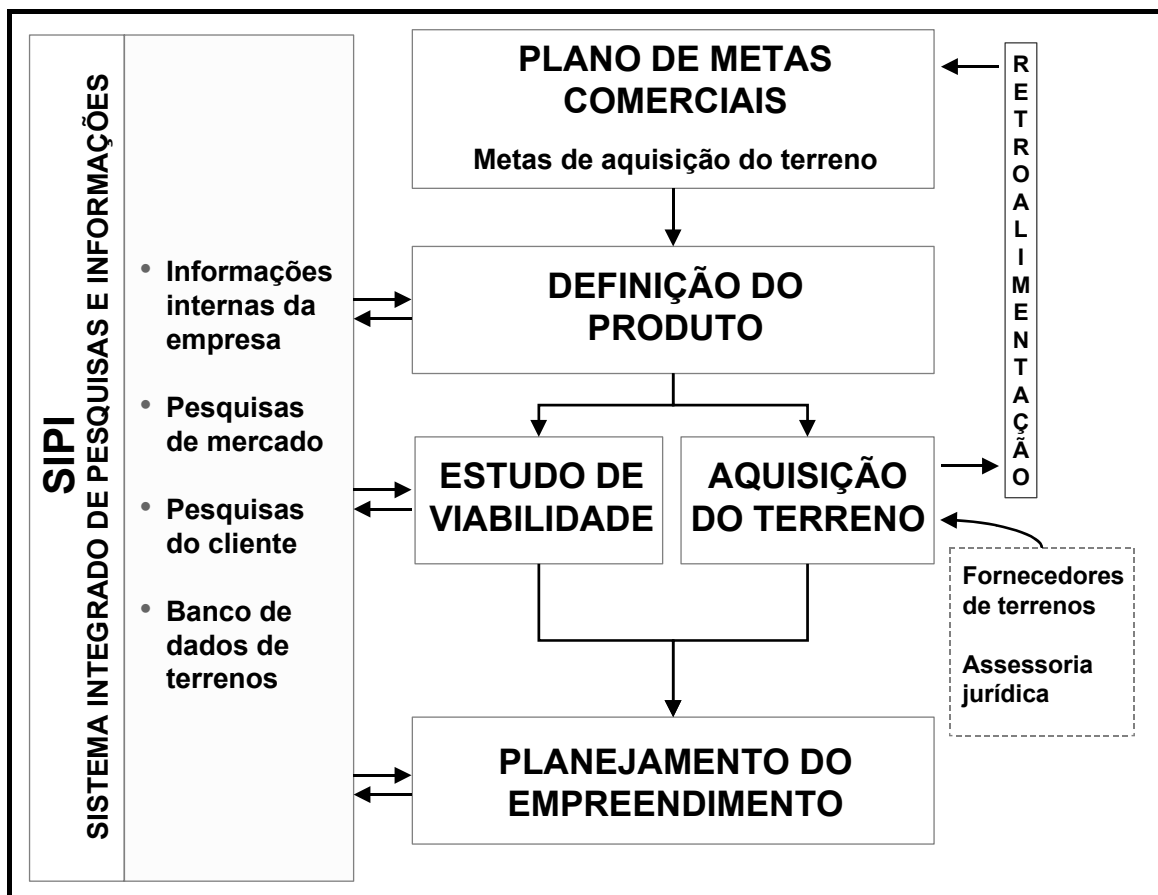 SIPI
SISTEMA INTEGRADO DE PESQUISAS E INFORMAÇÕES
• Informações
internas da
empresa
• Pesquisas
de mercado
• Pesquisas
do cliente
• Banco de
dados de
terrenos
PLANO DE METAS
COMERCIAIS
Metas de aquisição do terreno
DEFINIÇÃO DO
PRODUTO
ESTUDO DE
VIABILIDADE
AQUISIÇÃO
DO TERRENO
PLANEJAMENTO DO
EMPREENDIMENTO
RETROALIMENTAÇÃO
Fornecedores
de terrenos
Assessoria
jurídica